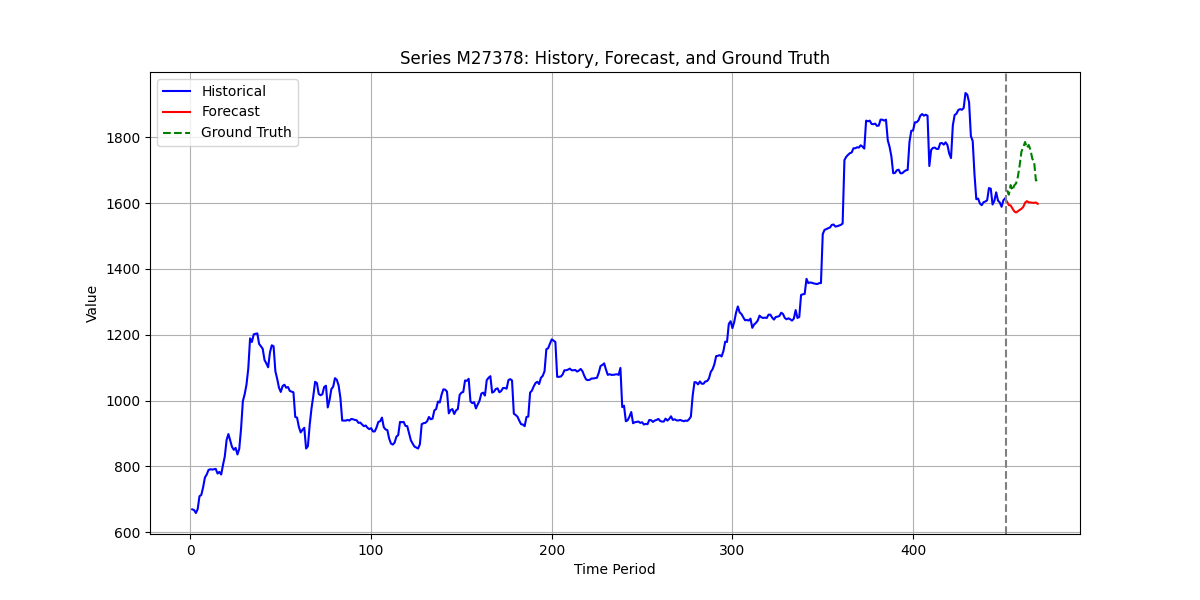 Series M27378: History, Forecast, and Ground Truth
Historical
Forecast
Ground Truth
1800
1600
1400
1200
1000
800
600
Value
0 100 200 300 400
Time Period